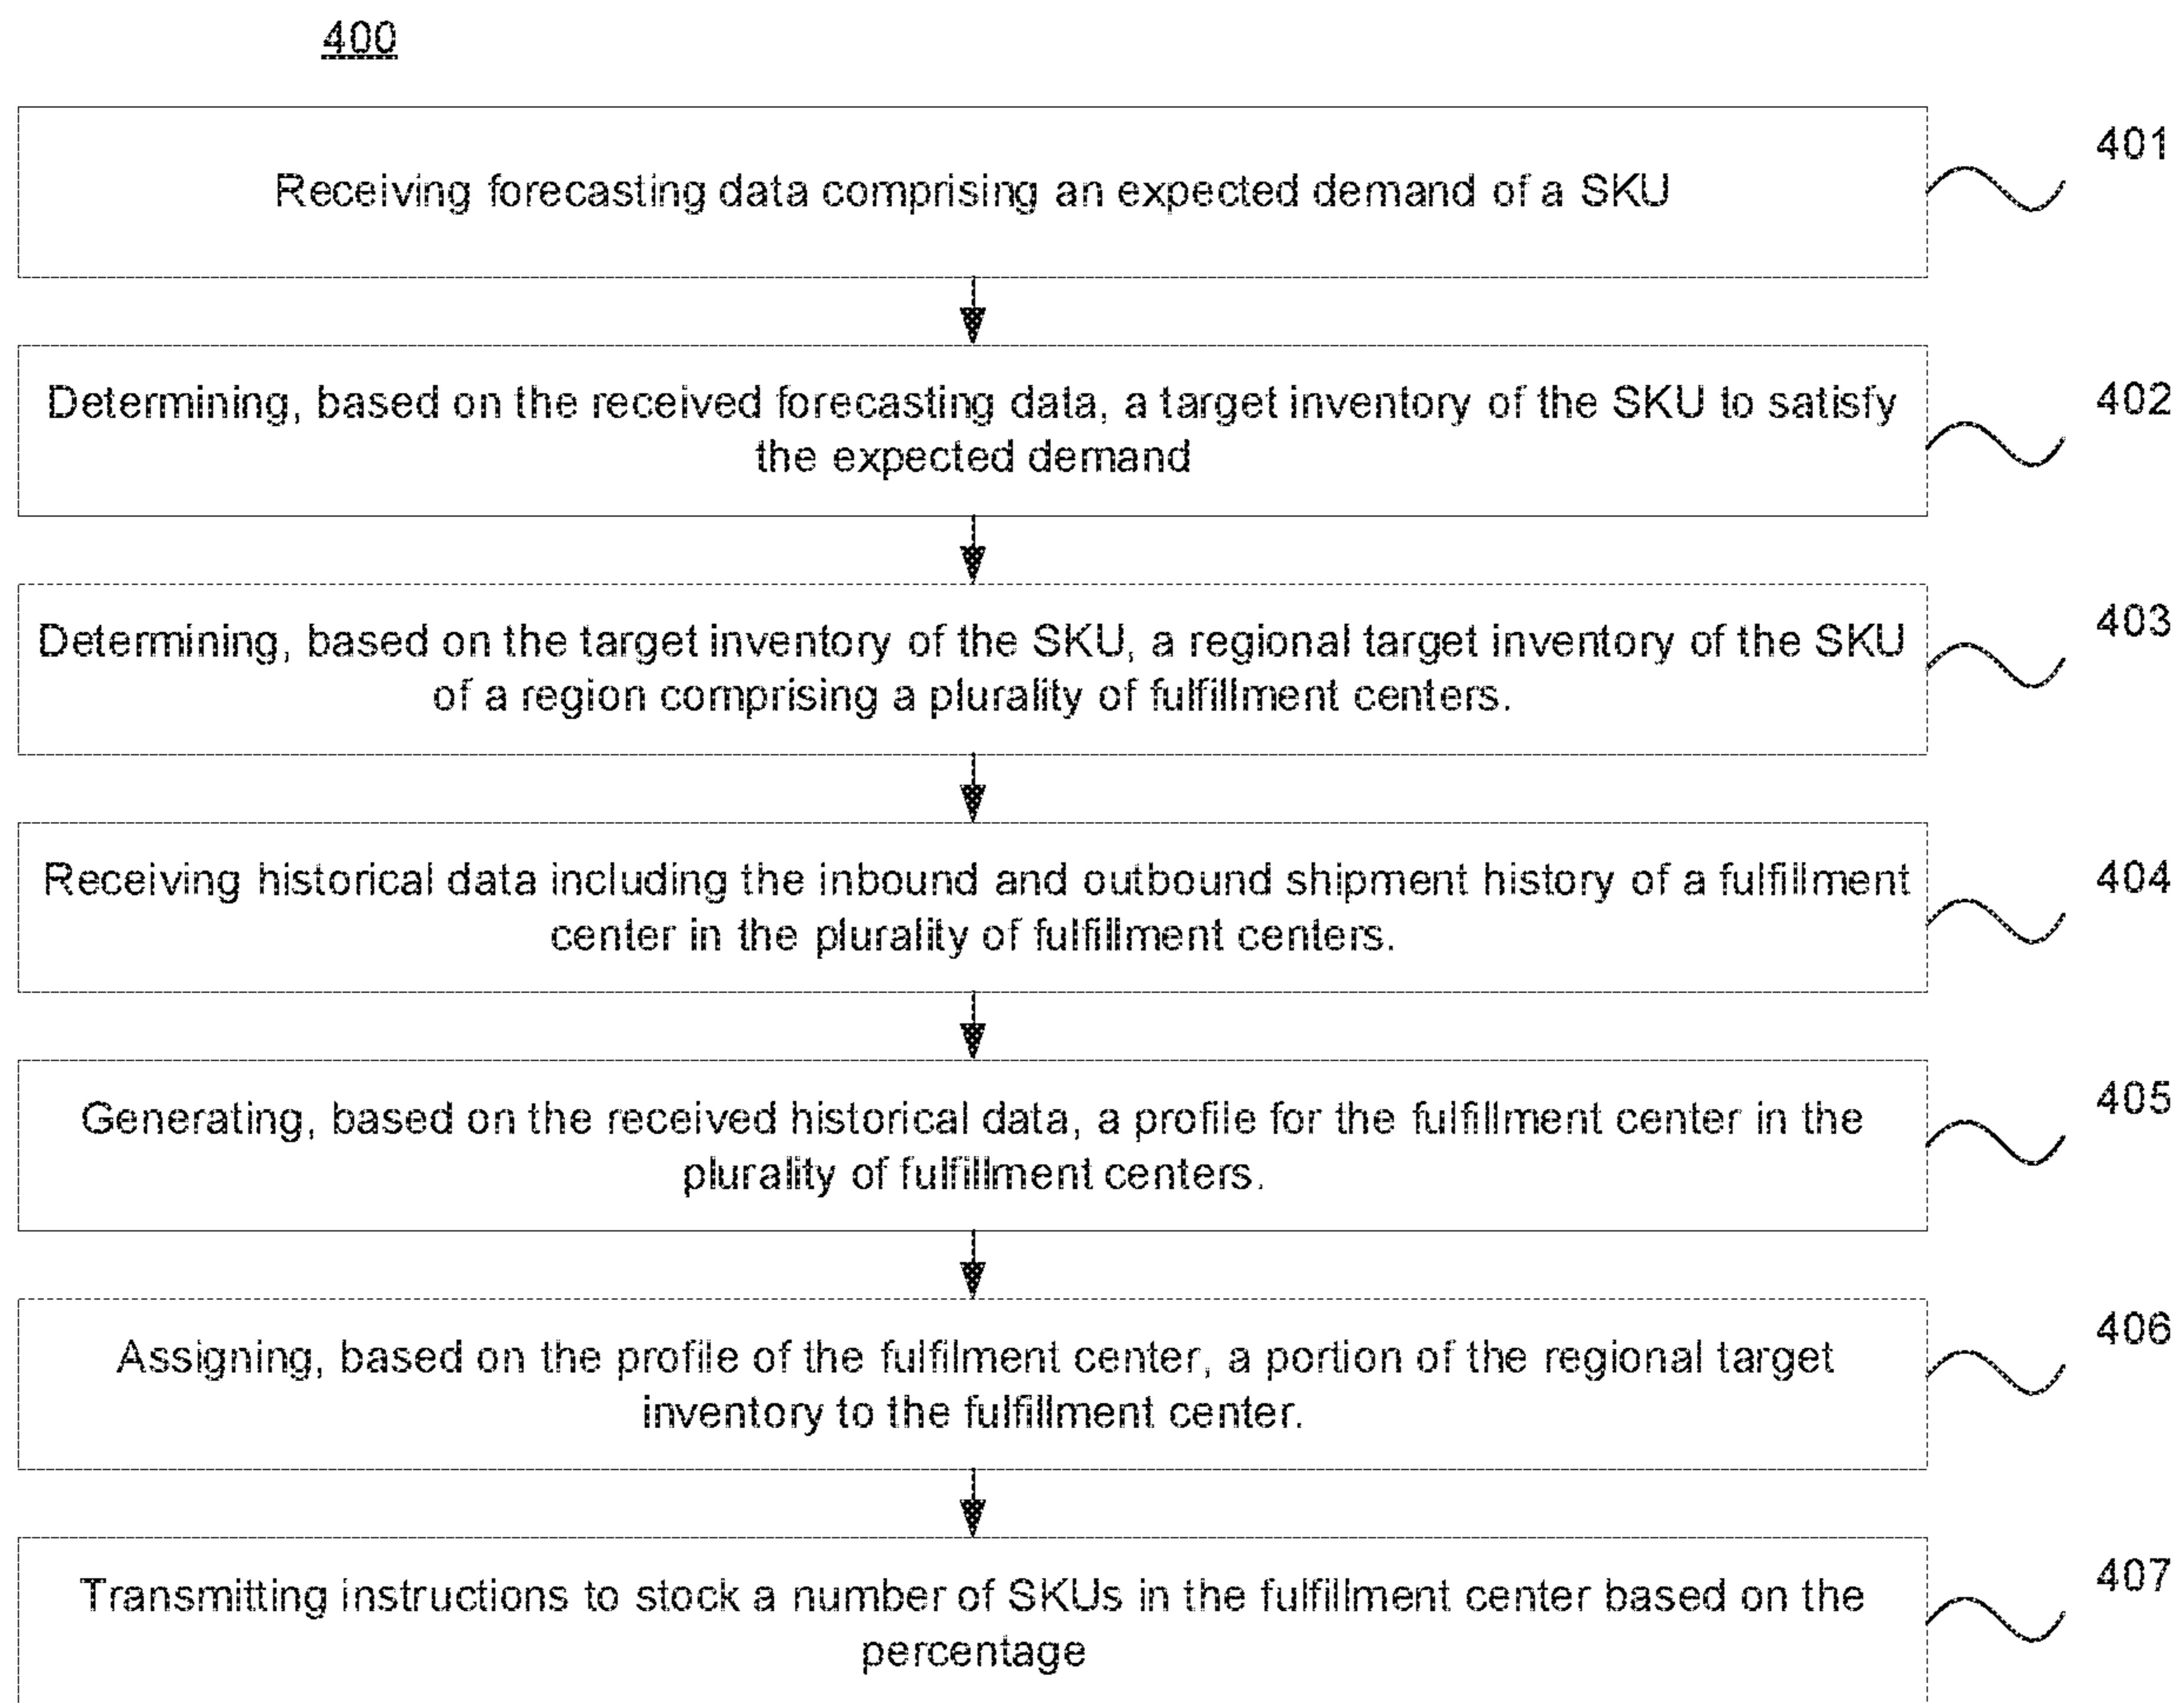 400
Receiving forecasting data comprising an expected demand of a SKU
401
Determining, based on the received forecasting data, a target inventory of the SKU to satisfy
the expected demand
402
Determining, based on the target inventory of the SKU, a regional target inventory of the SKU
of a region comprising a plurality of fulfillment centers.
403
Receiving historical data including the inbound and outbound shipment history of a fulfillment
center in the plurality of fulfillment centers.
404
Generating, based on the received historical data, a profile for the fulfillment center in the
plurality of fulfillment centers.
405
Assigning, based on the profile of the fulfilment center, a portion of the regional target
inventory to the fulfillment center.
406
Transmitting instructions to stock a number of SKUs in the fulfillment center based on the
percentage
407